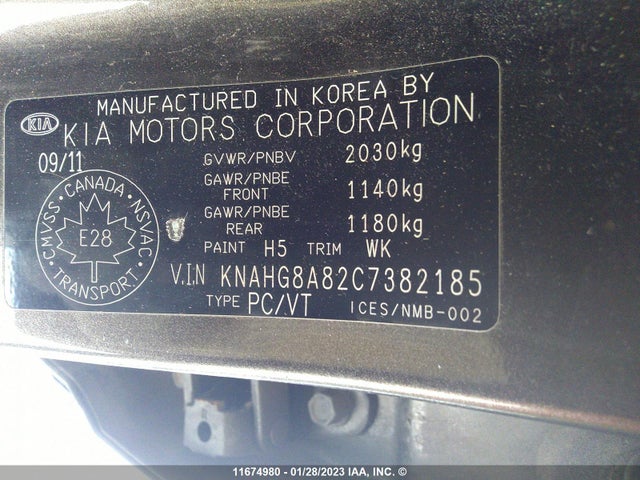 MANUFACTURED IN KOREA BY
KIA KIA MOTORS CORPORATION
09/11
GVWR/PNBV 2030kg
GAWR/PNBE FRONT 1140kg
GAWR/PNBE REAR 1180kg
PAINT H5 TRIM WK
CMVSS CANADA NSVAC
E28
TRANSPORT
V.I.N KNAHG8A82C7382185
TYPE PC/VT ICES/NMB-002
11674980 - 01/28/2023 IAA, INC. ©